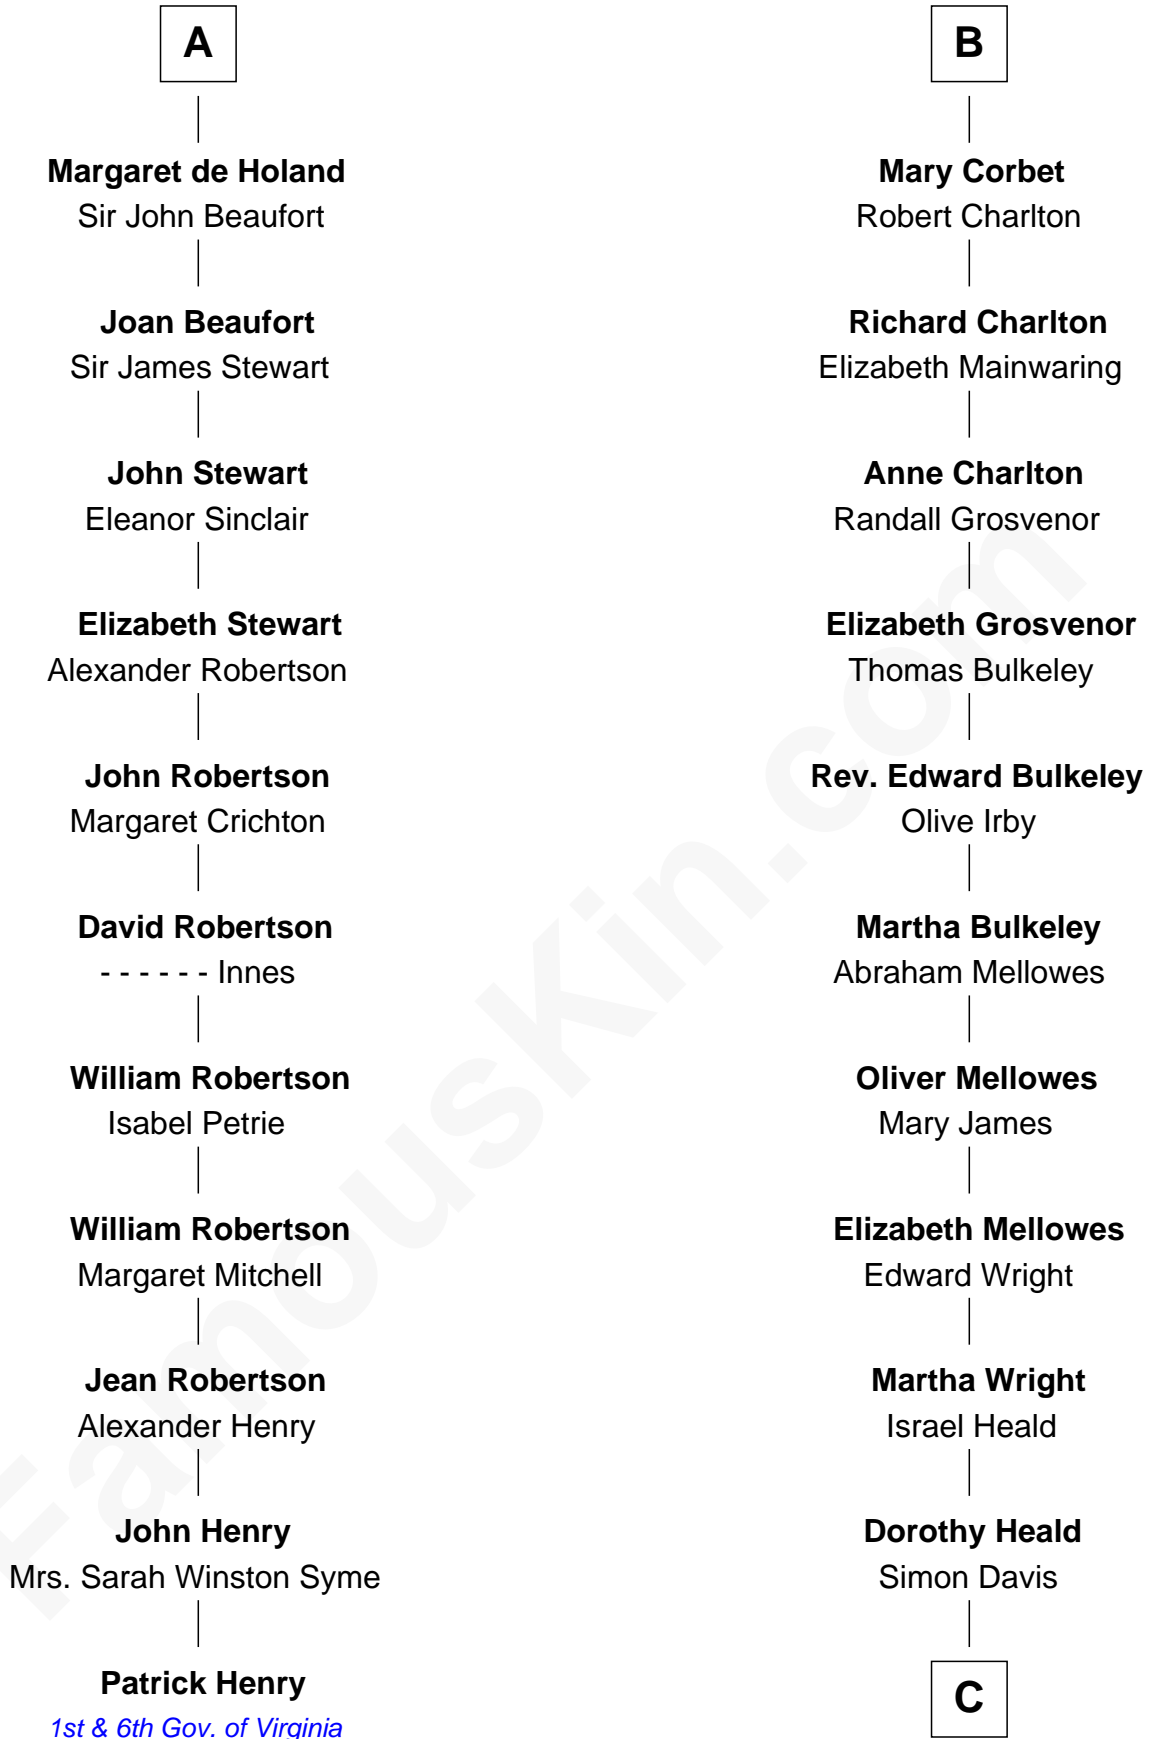 A
Margaret de Holand
Sir John Beaufort
Joan Beaufort
Sir James Stewart
John Stewart
Eleanor Sinclair
Elizabeth Stewart
Alexander Robertson
John Robertson
Margaret Crichton
David Robertson
- - - - - - Innes
William Robertson
Isabel Petrie
William Robertson
Margaret Mitchell
Jean Robertson
Alexander Henry
John Henry
Mrs. Sarah Winston Syme
Patrick Henry
1st & 6th Gov. of Virginia
B
Mary Corbet
Robert Charlton
Richard Charlton
Elizabeth Mainwaring
Anne Charlton
Randall Grosvenor
Elizabeth Grosvenor
Thomas Bulkeley
Rev. Edward Bulkeley
Olive Irby
Martha Bulkeley
Abraham Mellowes
Oliver Mellowes
Mary James
Elizabeth Mellowes
Edward Wright
Martha Wright
Israel Heald
Dorothy Heald
Simon Davis
C
FamousKin.com